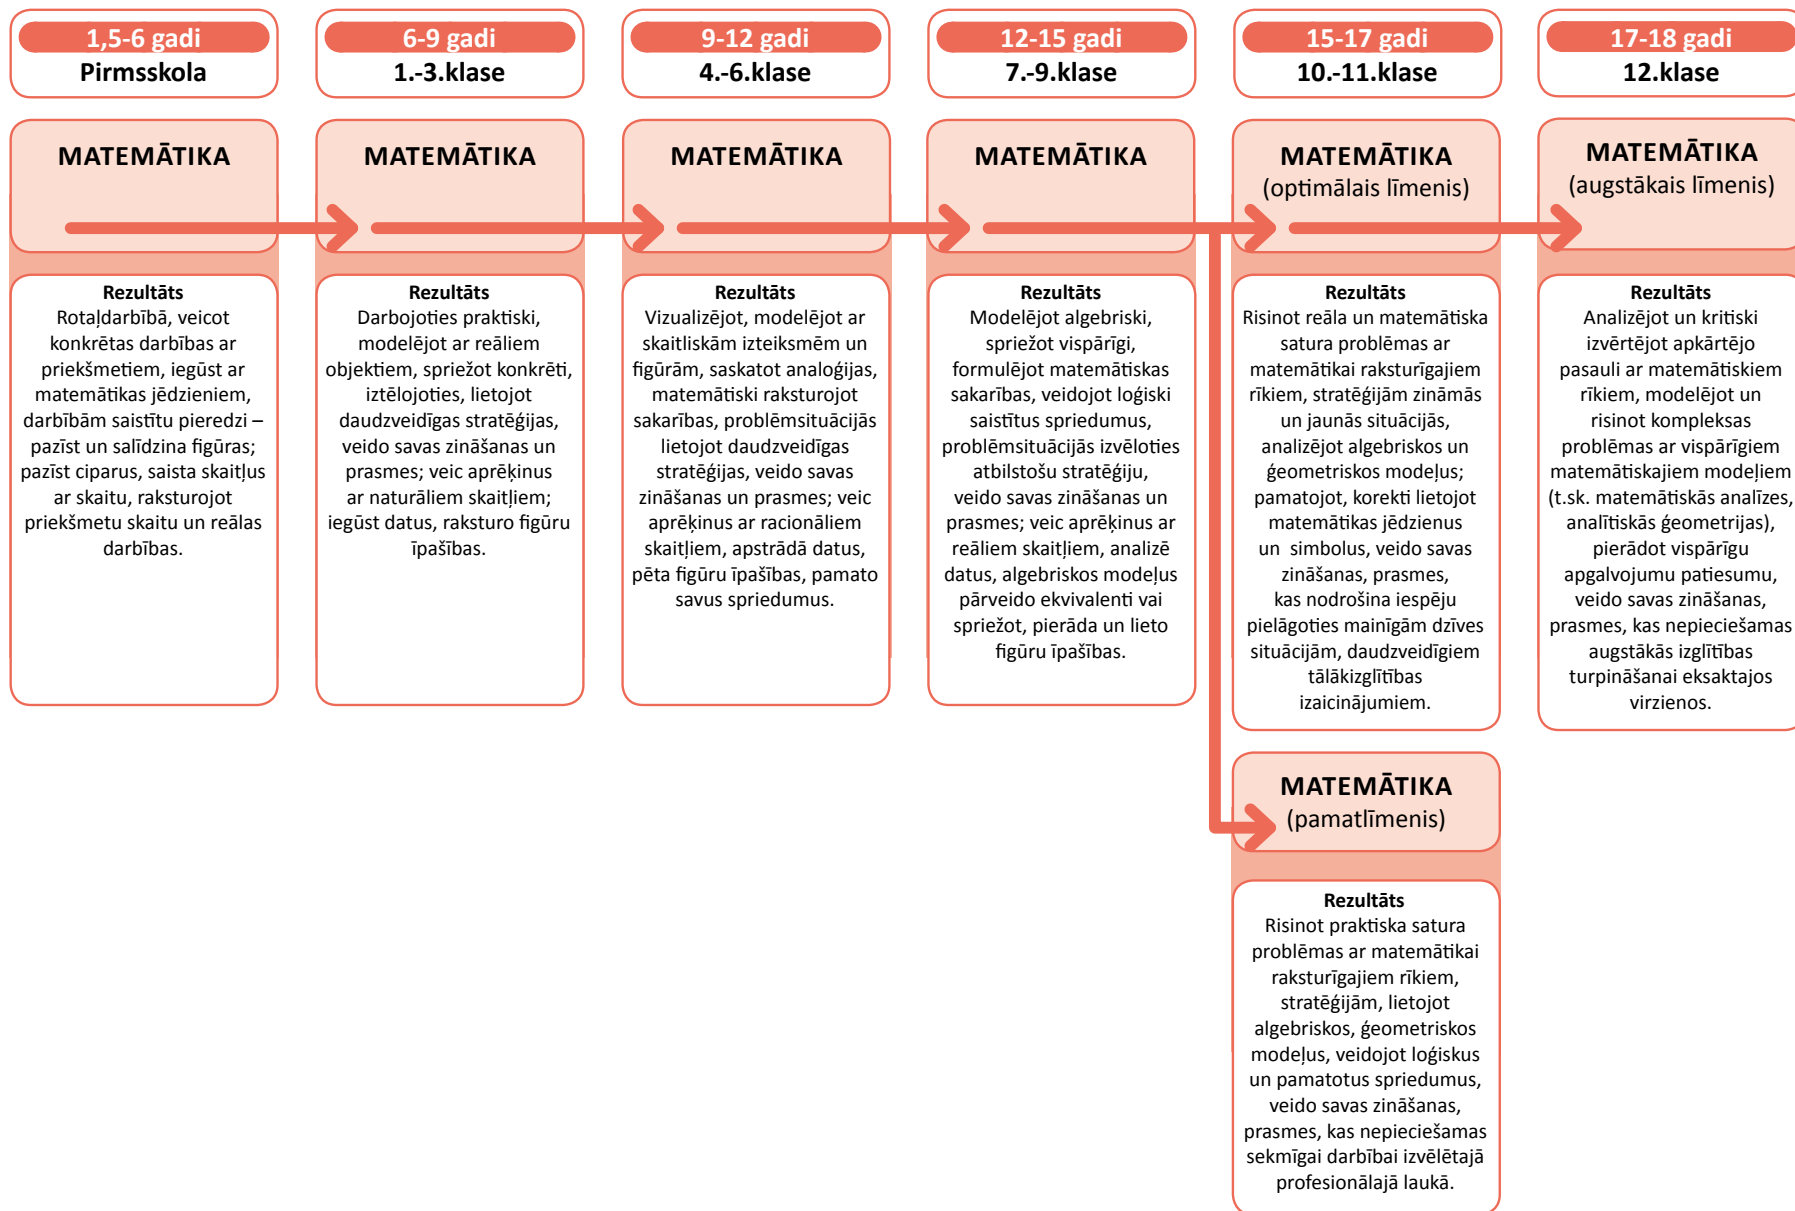 1,5-6 gadi
Pirmsskola
6-9 gadi
1.-3.klase
9-12 gadi
4.-6.klase
12-15 gadi
7.-9.klase
15-17 gadi
10.-11.klase
17-18 gadi
12.klase
MATEMĀTIKA
Rezultāts
Rotaļdarbībā, veicot
konkrētas darbības ar
priekšmetiem, iegūst ar
matemātikas jēdzieniem,
darbībām saistītu pieredzi –
pazīst un salīdzina figūras;
pazīst ciparus, saista skaitļus
ar skaitu, raksturojot
priekšmetu skaitu un reālas
darbības.
MATEMĀTIKA
Rezultāts
Darbojoties praktiski,
modelējot ar reāliem
objektiem, spriežot konkrēti,
iztēlojoties, lietojot
daudzveidīgas stratēģijas,
veido savas zināšanas un
prasmes; veic aprēķinus
ar naturāliem skaitļiem;
iegūst datus, raksturo figūru
īpašības.
MATEMĀTIKA
Rezultāts
Vizualizējot, modelējot ar
skaitliskām izteiksmēm un
figūrām, saskatot analoģijas,
matemātiski raksturojot
sakarības, problēmsituācijās
lietojot daudzveidīgas
stratēģijas, veido savas
zināšanas un prasmes; veic
aprēķinus ar racionāliem
skaitļiem, apstrādā datus,
pēta figūru īpašības, pamato
savus spriedumus.
MATEMĀTIKA
Rezultāts
Modelējot algebriski,
spriežot vispārīgi,
formulējot matemātiskas
sakarības, veidojot loģiski
saistītus spriedumus,
problēmsituācijās izvēloties
atbilstošu stratēģiju,
veido savas zināšanas un
prasmes; veic aprēķinus ar
reāliem skaitļiem, analizē
datus, algebriskos modeļus
pārveido ekvivalenti vai
spriežot, pierāda un lieto
figūru īpašības.
MATEMĀTIKA
(optimālais līmenis)
Rezultāts
Risinot reāla un matemātiska
satura problēmas ar
matemātikai raksturīgajiem
rīkiem, stratēģijām zināmās
un jaunās situācijās,
analizējot algebriskos un
ģeometriskos modeļus;
pamatojot, korekti lietojot
matemātikas jēdzienus
un simbolus, veido savas
zināšanas, prasmes,
kas nodrošina iespēju
pielāgoties mainīgām dzīves
situācijām, daudzveidīgiem
tālākizglītības
izaicinājumiem.
MATEMĀTIKA
(augstākais līmenis)
Rezultāts
Analizējot un kritiski
izvērtējot apkārtējo
pasauli ar matemātiskiem
rīkiem, modelējot un
risinot kompleksas
problēmas ar vispārīgiem
matemātiskajiem modeļiem
(t.sk. matemātiskās analīzes,
analītiskās ģeometrijas),
pierādot vispārīgu
apgalvojumu patiesumu,
veido savas zināšanas,
prasmes, kas nepieciešamas
augstākās izglītības
turpināšanai eksaktajos
virzienos.
MATEMĀTIKA
(pamatlīmenis)
Rezultāts
Risinot praktiska satura
problēmas ar matemātikai
raksturīgajiem rīkiem,
stratēģijām, lietojot
algebriskos, ģeometriskos
modeļus, veidojot loģiskus
un pamatotus spriedumus,
veido savas zināšanas,
prasmes, kas nepieciešamas
sekmīgai darbībai izvēlētajā
profesionālajā laukā.